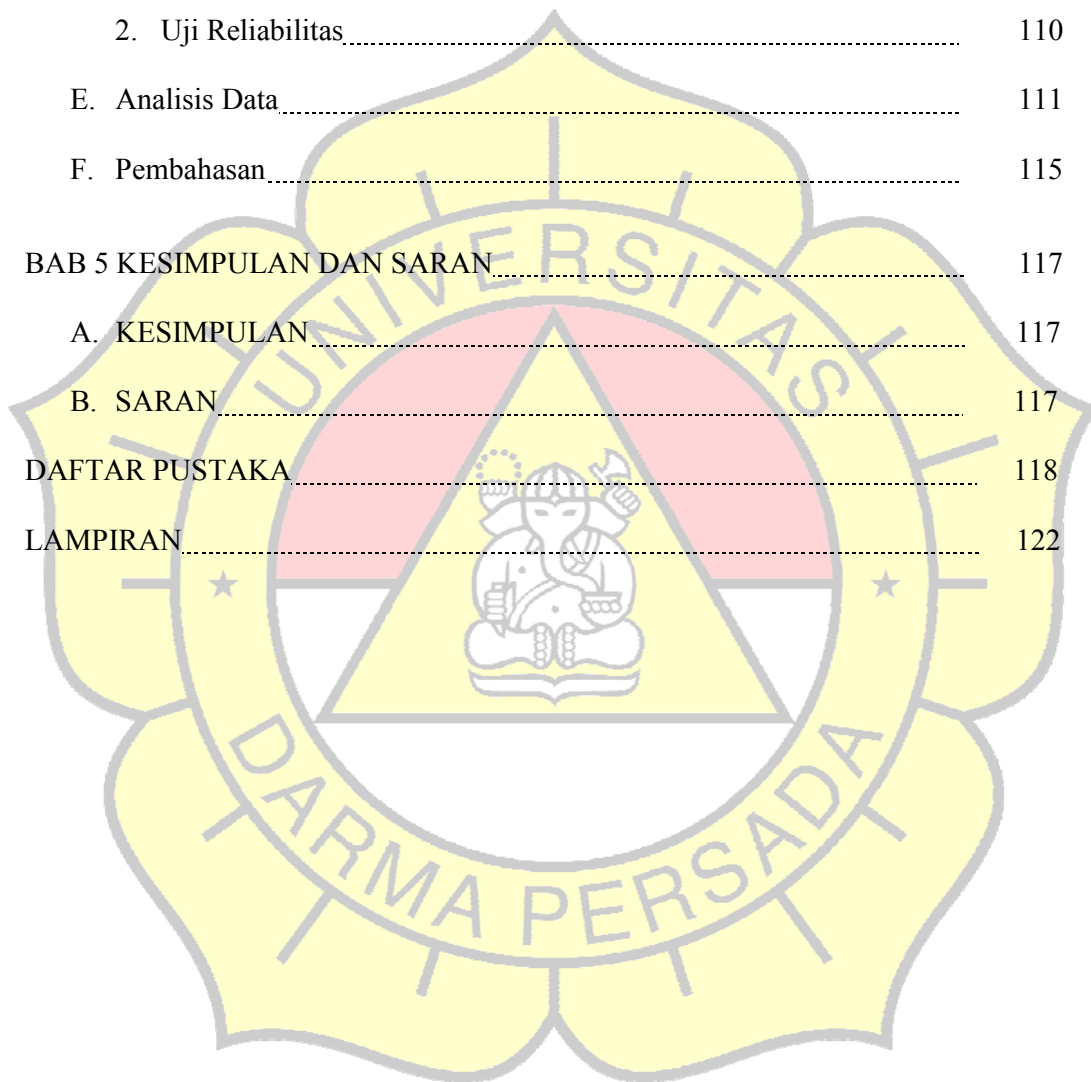 2. Uji Reliabilitas 110
E. Analisis Data 111
F. Pembahasan 115
BAB 5 KESIMPULAN DAN SARAN 117
A. KESIMPULAN 117
B. SARAN 117
DAFTAR PUSTAKA 118
LAMPIRAN 122
UNIVERSITAS
DARMA PERSADA